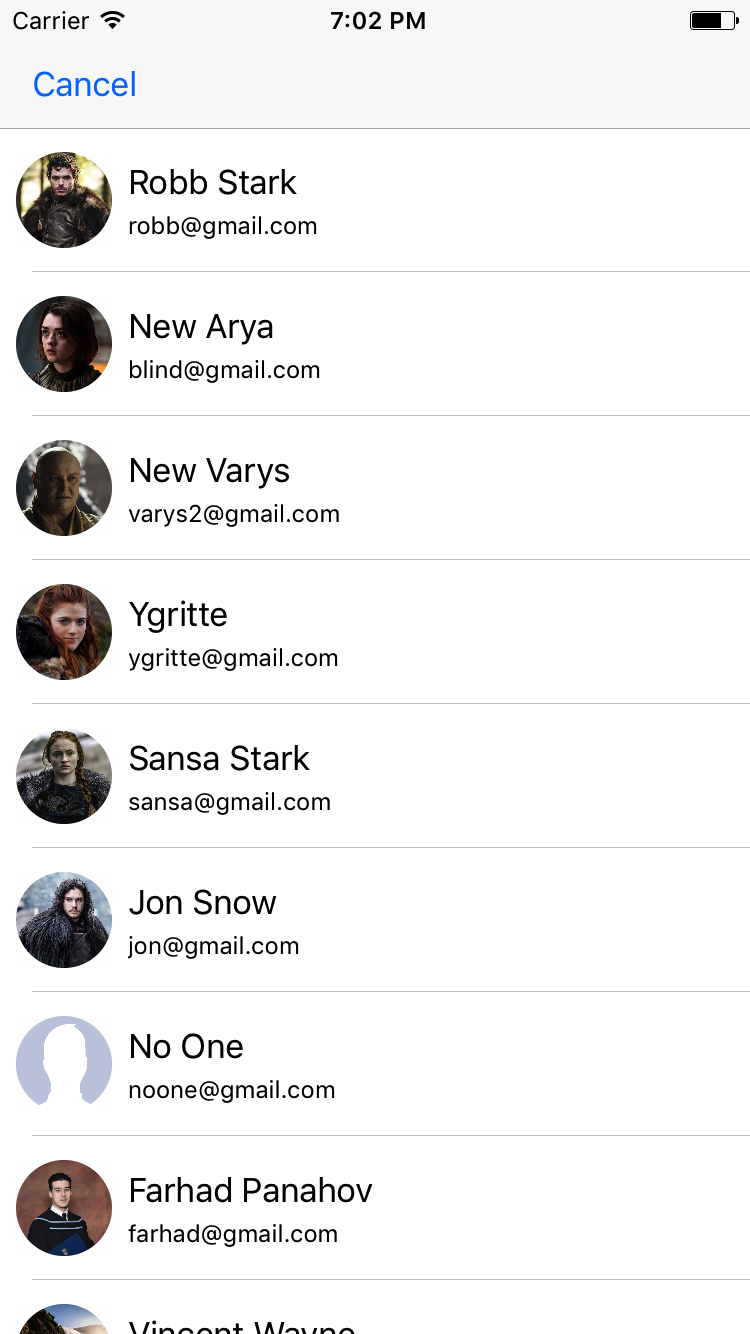 Carrier 7:02 PM
Cancel
Robb Stark
robb@gmail.com
New Arya
blind@gmail.com
New Varys
varys2@gmail.com
Ygritte
ygritte@gmail.com
Sansa Stark
sansa@gmail.com
Jon Snow
jon@gmail.com
No One
noone@gmail.com
Farhad Panahov
farhad@gmail.com
Vincent Wayne